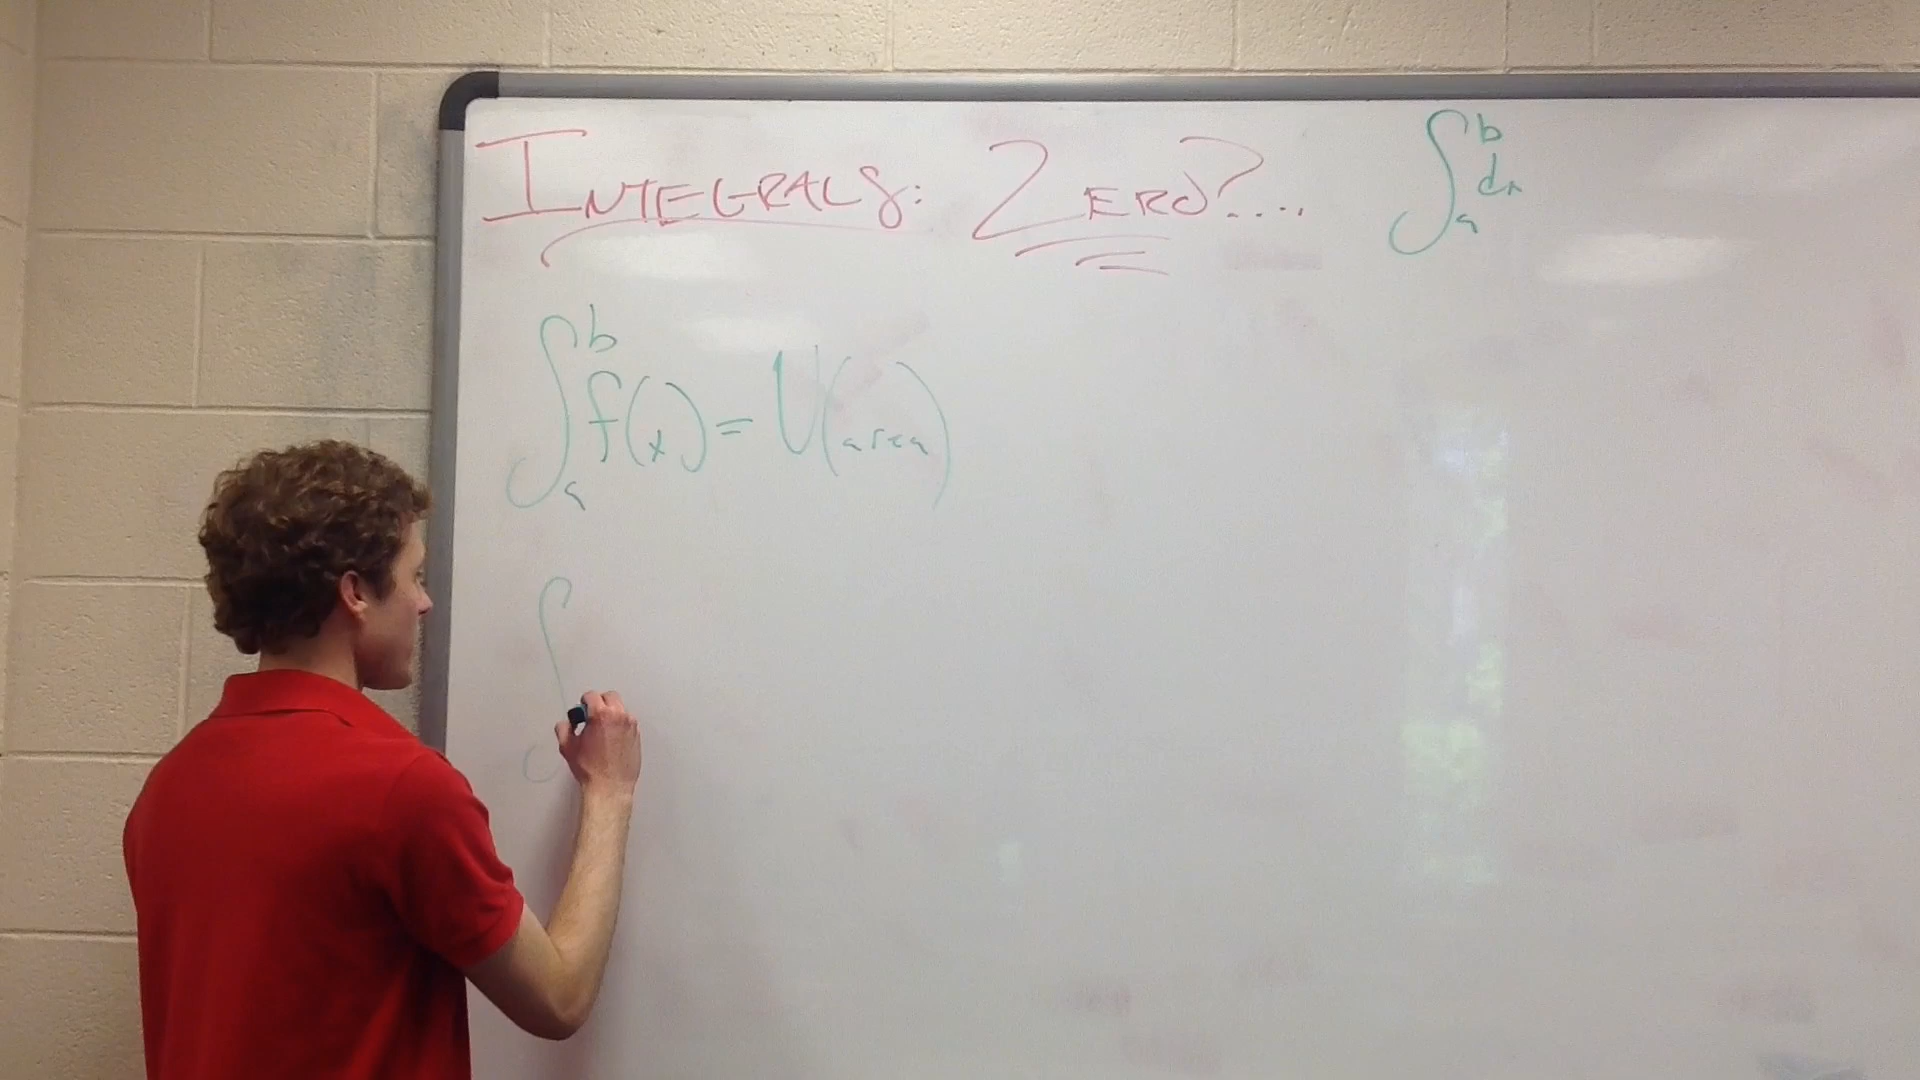 INTEGRALS: ZERO?....
∫ₐᵇ dx
∫ₐᵇ f(x) = U(area)
∫